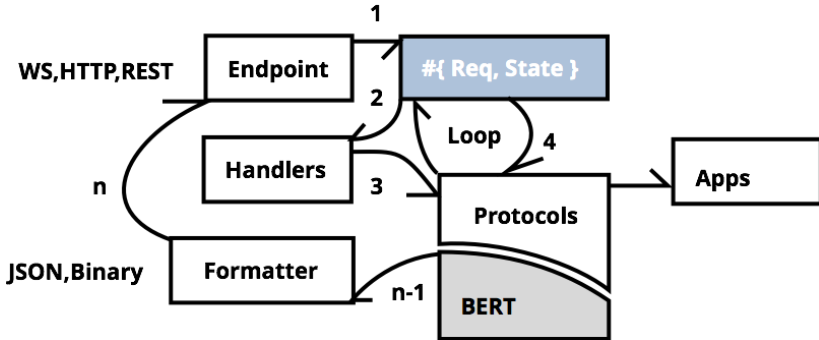 1
WS,HTTP,REST
Endpoint
#{ Req, State }
2
Loop
4
Handlers
3
Apps
n
Protocols
JSON,Binary
Formatter
n-1
BERT